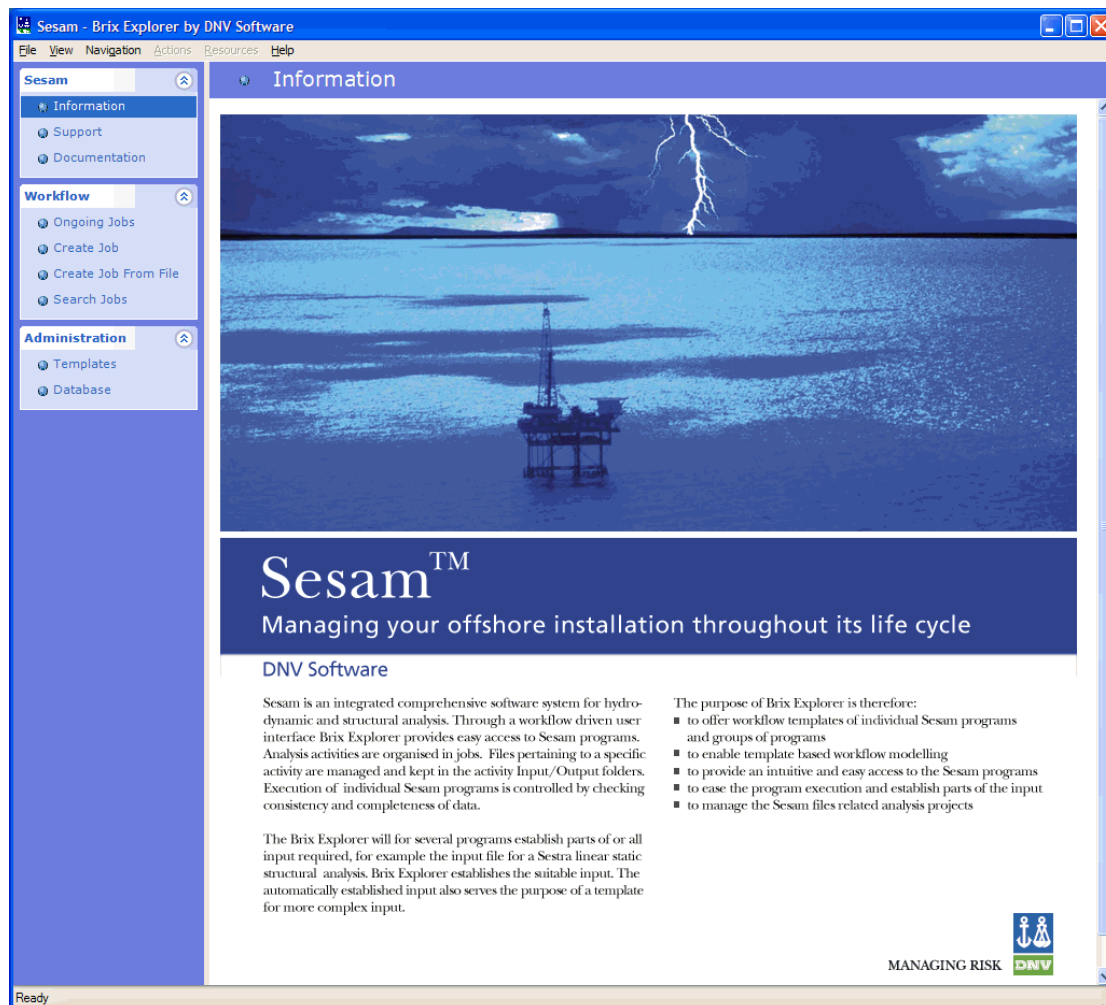 Sesam - Brix Explorer by DNV Software
File View Navigation Actions Resources Help
Sesam
Information
Support
Documentation
Workflow
Ongoing Jobs
Create Job
Create Job From File
Search Jobs
Administration
Templates
Database
Information
Sesam™
Managing your offshore installation throughout its life cycle
DNV Software
Sesam is an integrated comprehensive software system for hydro-
dynamic and structural analysis. Through a workflow driven user
interface Brix Explorer provides easy access to Sesam programs.
Analysis activities are organised in jobs. Files pertaining to a specific
activity are managed and kept in the activity Input/Output folders.
Execution of individual Sesam programs is controlled by checking
consistency and completeness of data.
The Brix Explorer will for several programs establish parts of or all
input required, for example the input file for a Sestra linear static
structural analysis. Brix Explorer establishes the suitable input. The
automatically established input also serves the purpose of a template
for more complex input.
The purpose of Brix Explorer is therefore:
■ to offer workflow templates of individual Sesam programs
and groups of programs
■ to enable template based workflow modelling
■ to provide an intuitive and easy access to the Sesam programs
■ to ease the program execution and establish parts of the input
■ to manage the Sesam files related analysis projects
MANAGING RISK
DNV
Ready